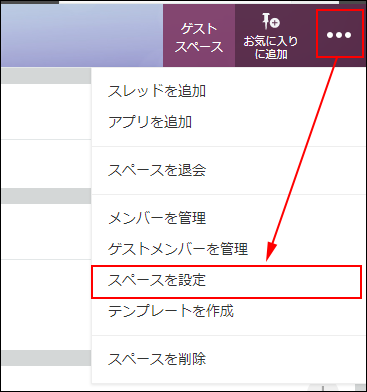 ゲスト
スペース
お気に入り
に追加
スレッドを追加
アプリを追加
スペースを退会
メンバーを管理
ゲストメンバーを管理
スペースを設定
テンプレートを作成
スペースを削除